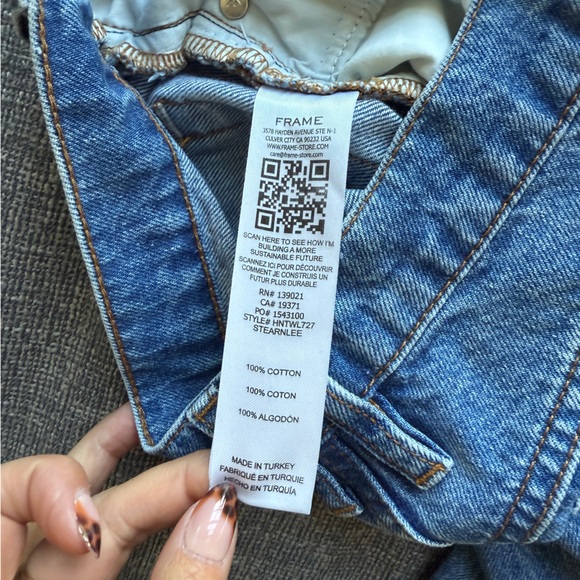 FRAME
3578 HAYDEN AVENUE STE N-1
CULVER CITY CA 90232 USA
WWW.FRAME-STORE.COM
care@frame-store.com
SCAN HERE TO SEE HOW I'M
BUILDING A MORE
SUSTAINABLE FUTURE
SCANNEZ ICI POUR DÉCOUVRIR
COMMENT JE CONSTRUIS UN
FUTUR PLUS DURABLE
RN# 139021
CA# 19371
PO# 1543100
STYLE# HNTWL727
STEARNLEE
100% COTTON
100% COTON
100% ALGODÓN
MADE IN TURKEY
FABRIQUÉ EN TURQUIE
HECHO EN TURQUÍA